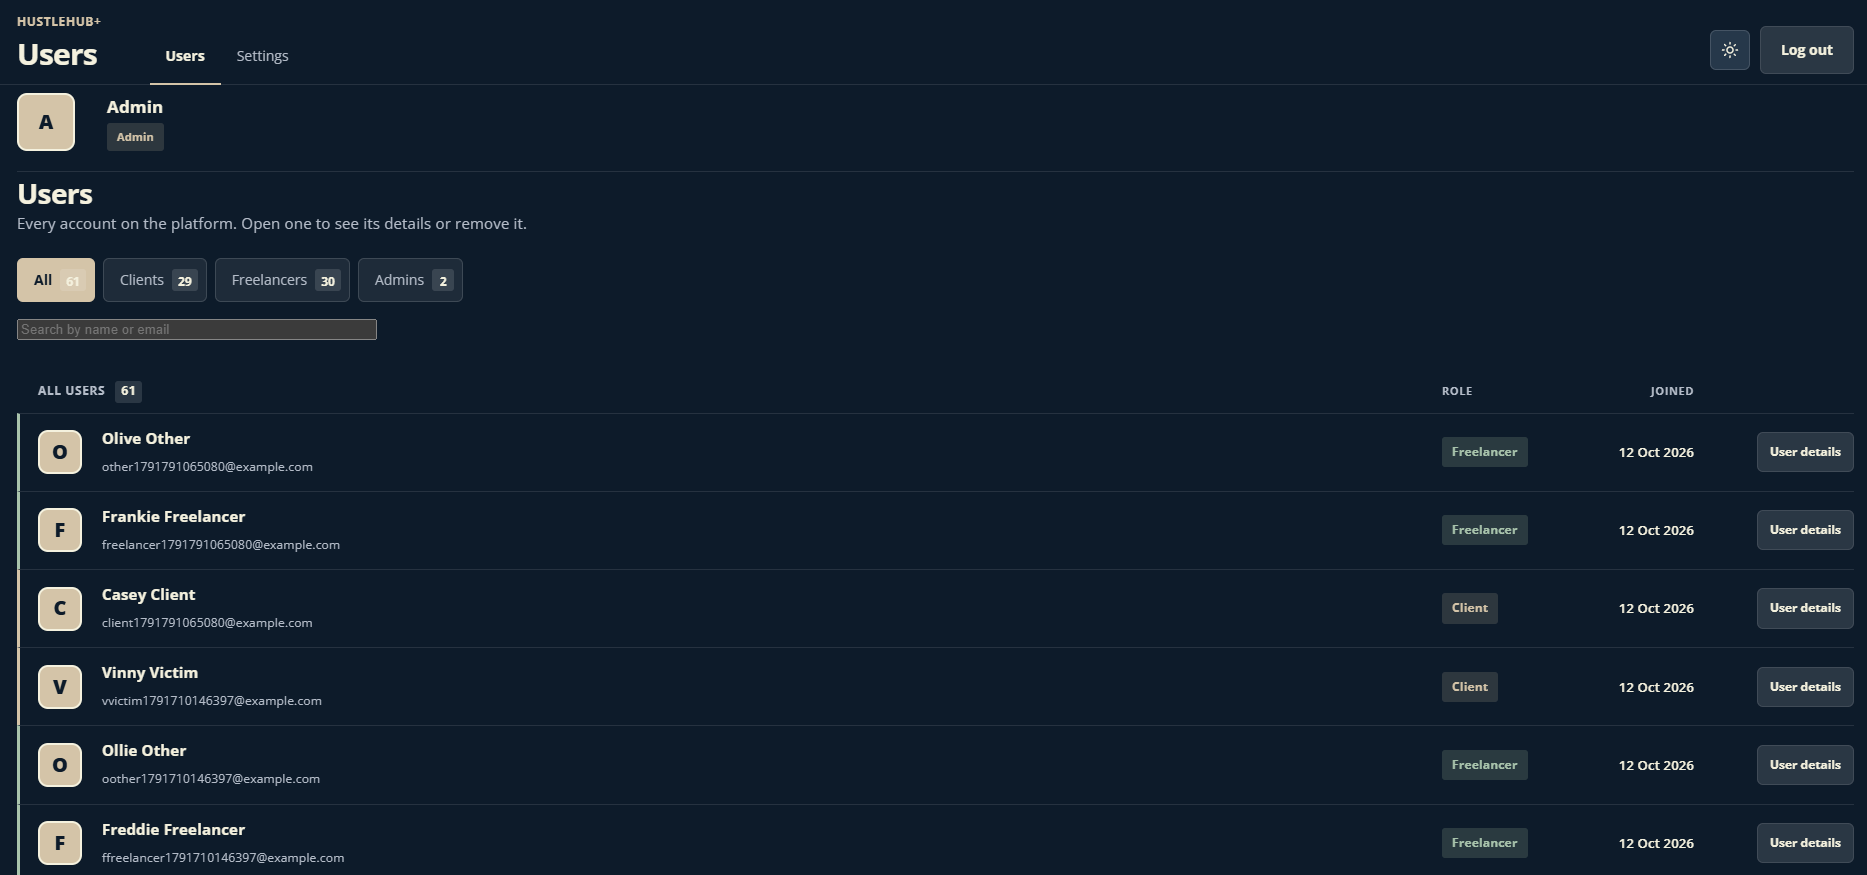 HUSTLEHUB+
Users Users Settings Log out
A Admin
Admin
Users
Every account on the platform. Open one to see its details or remove it.
All 61 Clients 29 Freelancers 30 Admins 2
Search by name or email
ALL USERS 61 ROLE JOINED
O Olive Other Freelancer 12 Oct 2026 User details
other1791791065080@example.com
F Frankie Freelancer Freelancer 12 Oct 2026 User details
freelancer1791791065080@example.com
C Casey Client Client 12 Oct 2026 User details
client1791791065080@example.com
V Vinny Victim Client 12 Oct 2026 User details
vvictim1791710146397@example.com
O Ollie Other Freelancer 12 Oct 2026 User details
oother1791710146397@example.com
F Freddie Freelancer Freelancer 12 Oct 2026 User details
ffreelancer1791710146397@example.com